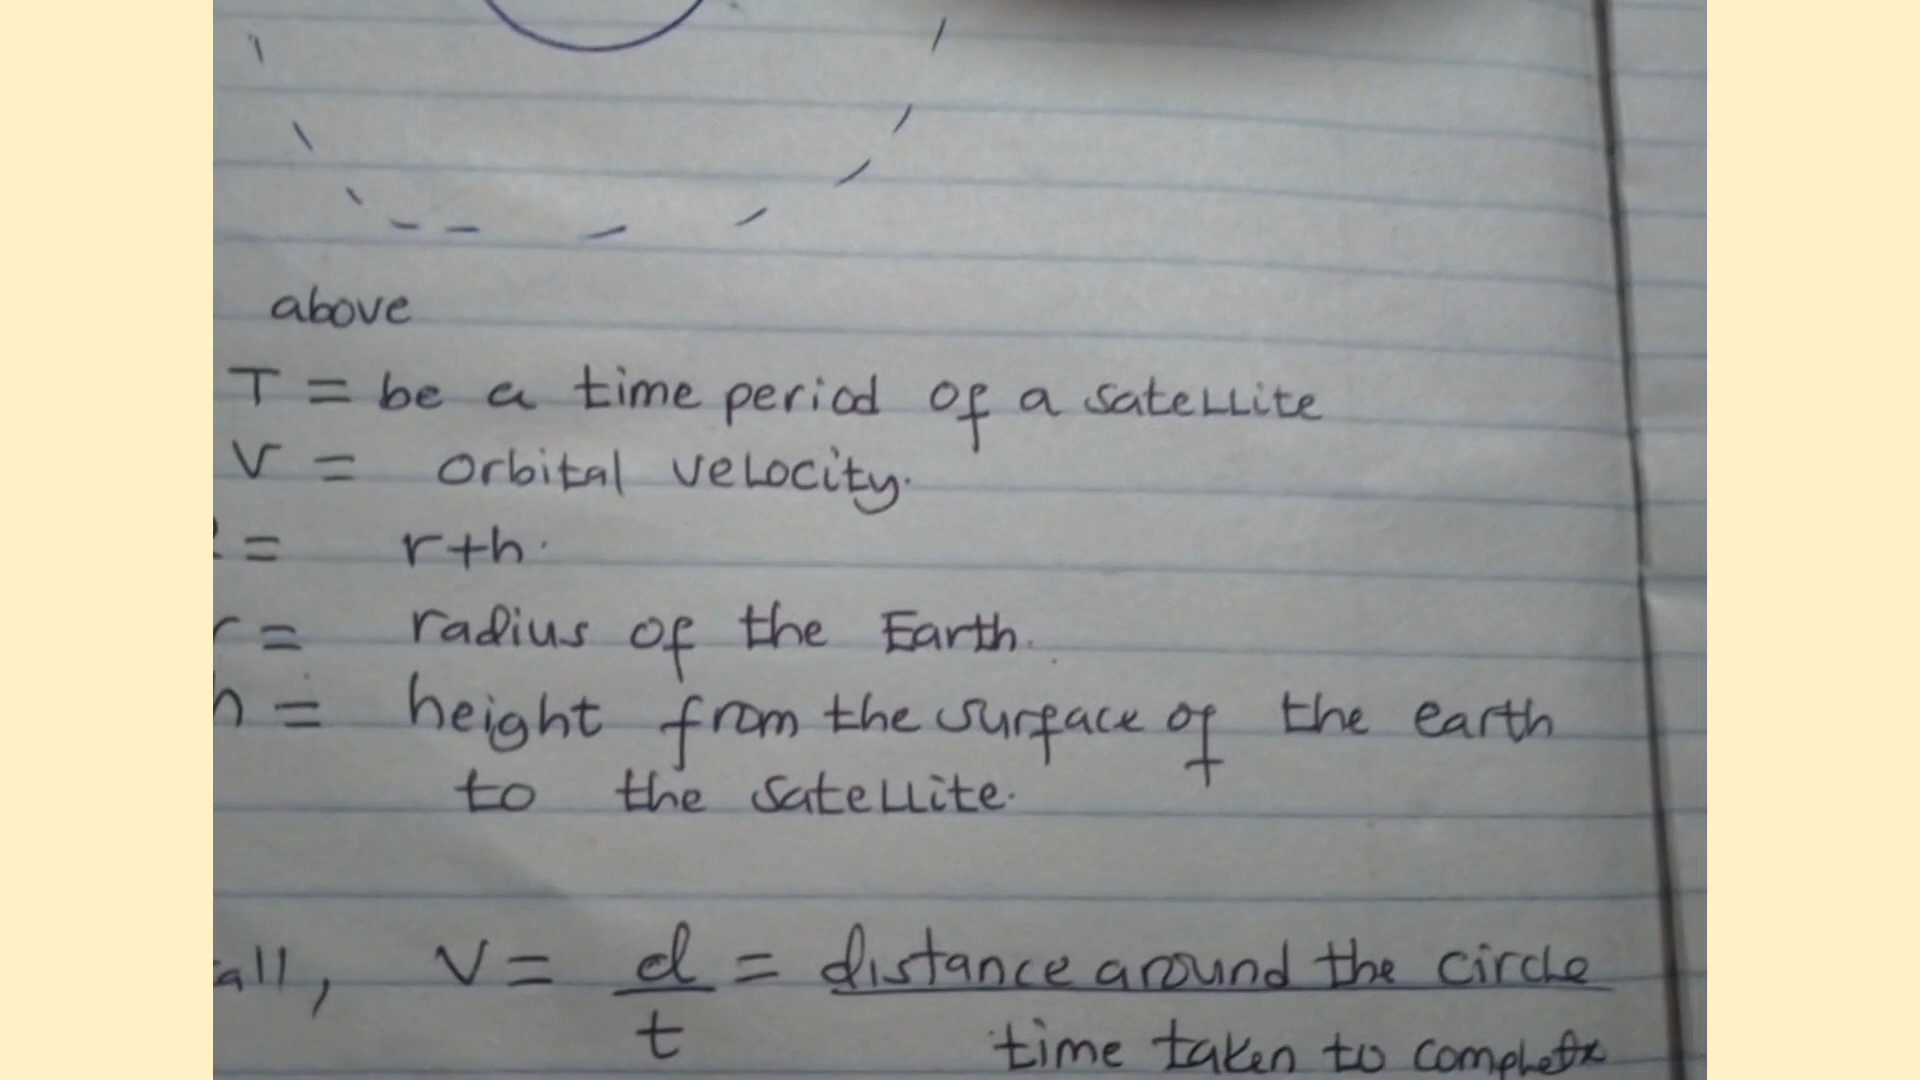 above
T = be a time period of a satellite
V = orbital velocity.
= r+h.
r = radius of the Earth.
h = height from the surface of the earth
to the satellite.
all, V = d/t = distance around the circle
time taken to complete